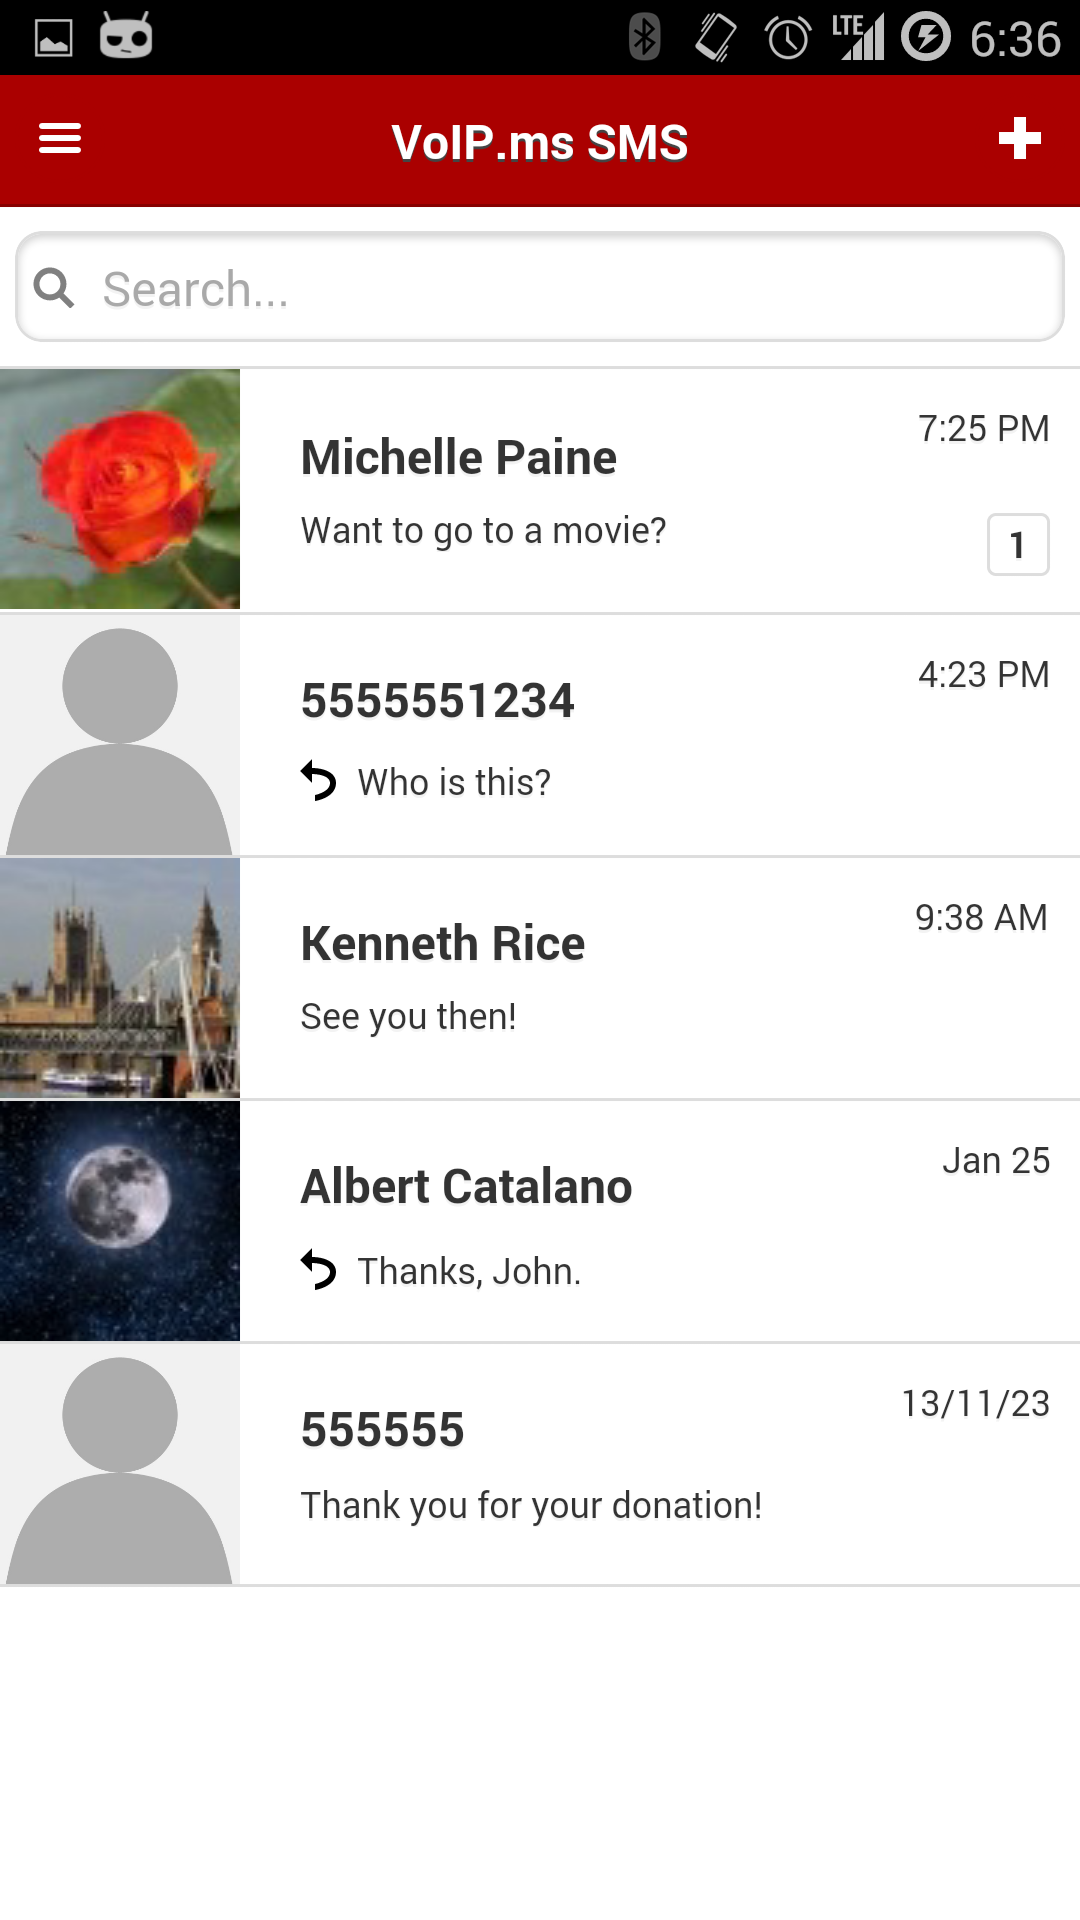 LTE 6:36
VoIP.ms SMS
Search...
Michelle Paine
7:25 PM
Want to go to a movie?
1
5555551234
4:23 PM
Who is this?
Kenneth Rice
9:38 AM
See you then!
Albert Catalano
Jan 25
Thanks, John.
555555
13/11/23
Thank you for your donation!